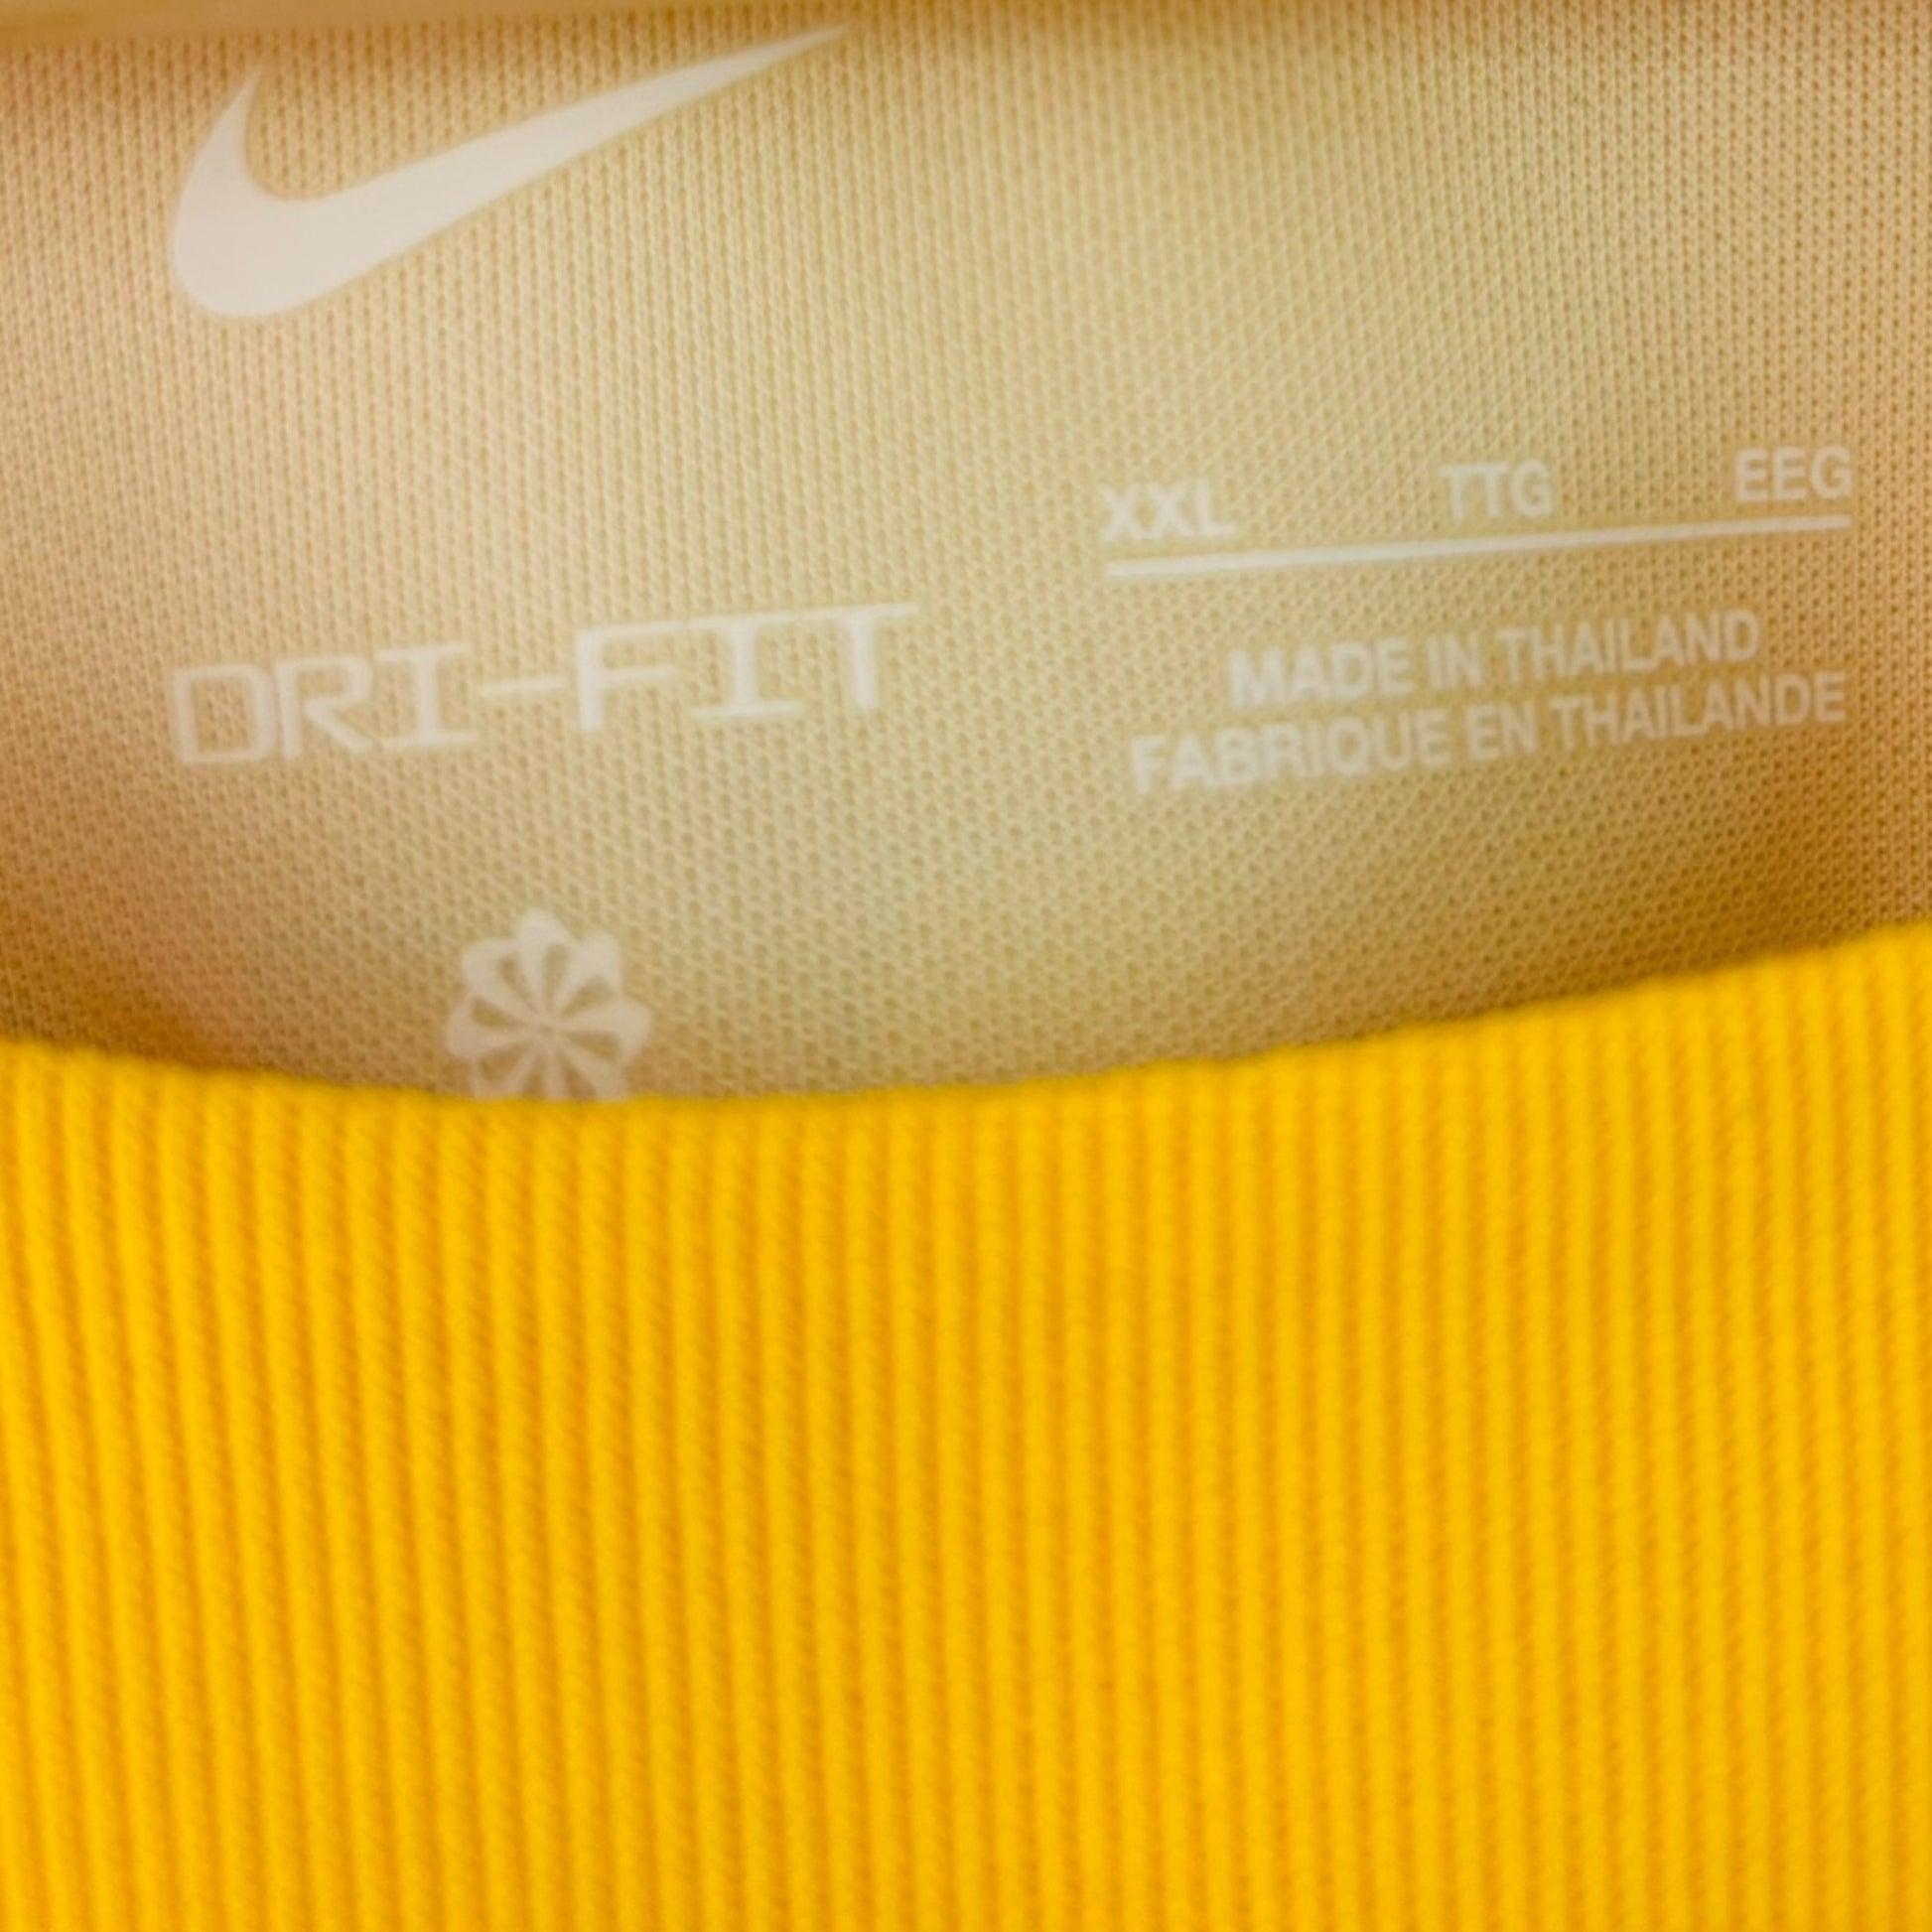 XXL TTG EEG
DRI-FIT
MADE IN THAILAND
FABRIQUE EN THAILANDE